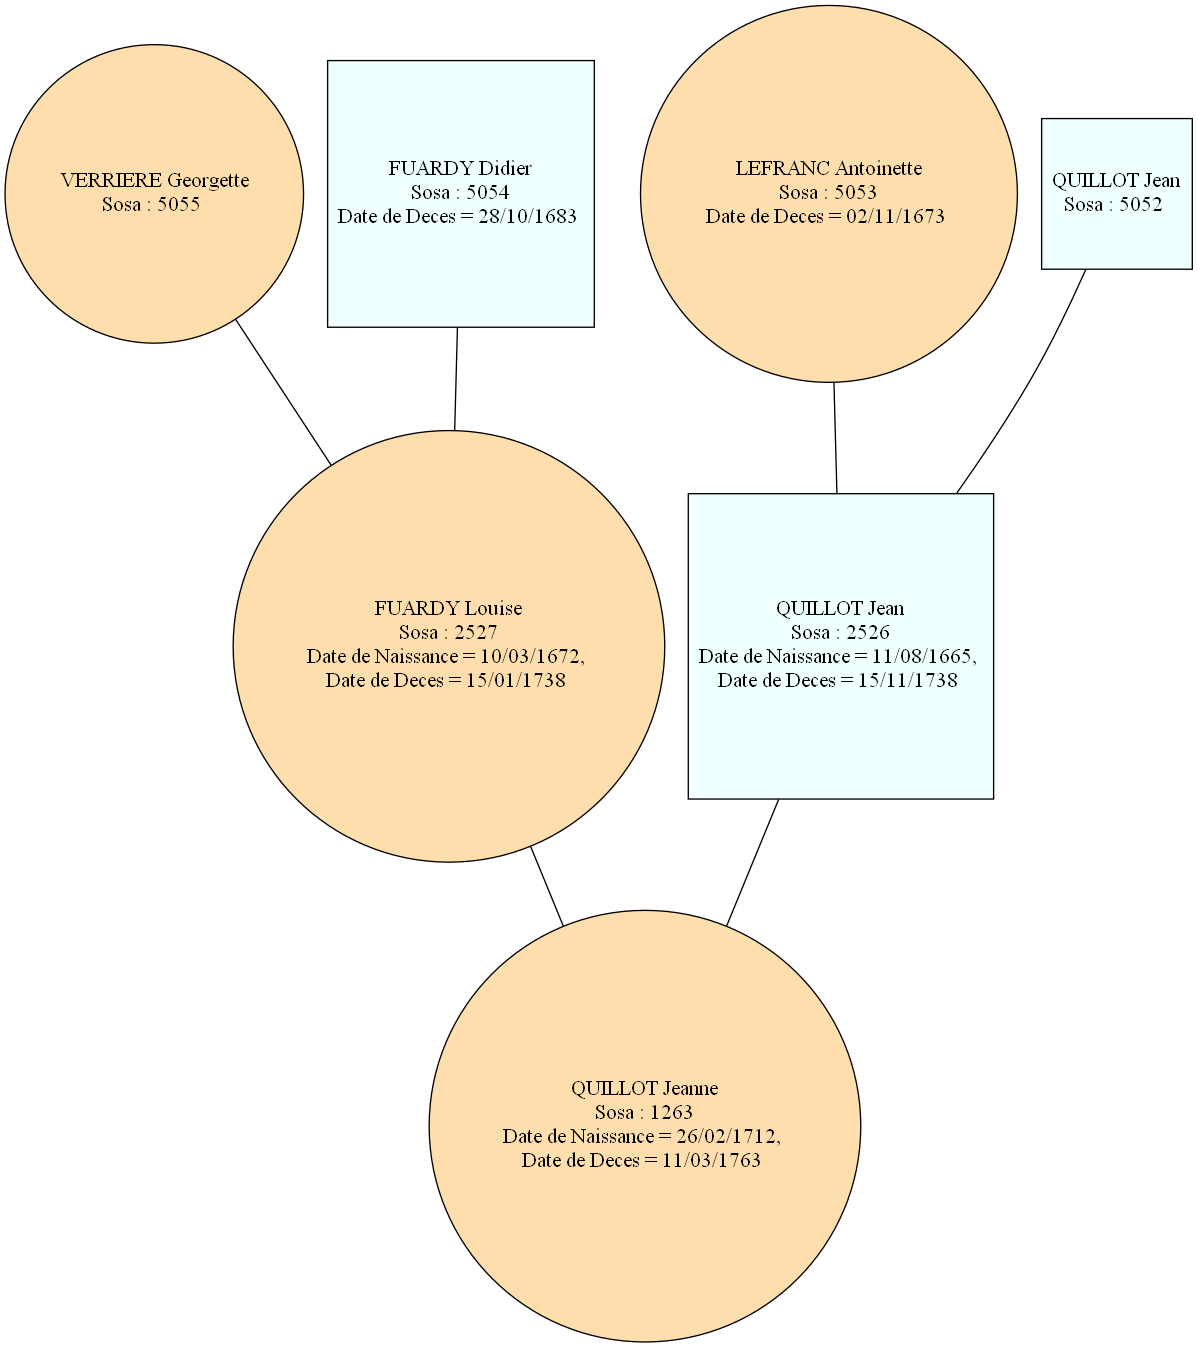 VERRIERE Georgette
Sosa : 5055
FUARDY Didier
Sosa : 5054
Date de Deces = 28/10/1683
LEFRANC Antoinette
Sosa : 5053
Date de Deces = 02/11/1673
QUILLOT Jean
Sosa : 5052
FUARDY Louise
Sosa : 2527
Date de Naissance = 10/03/1672,
Date de Deces = 15/01/1738
QUILLOT Jean
Sosa : 2526
Date de Naissance = 11/08/1665,
Date de Deces = 15/11/1738
QUILLOT Jeanne
Sosa : 1263
Date de Naissance = 26/02/1712,
Date de Deces = 11/03/1763